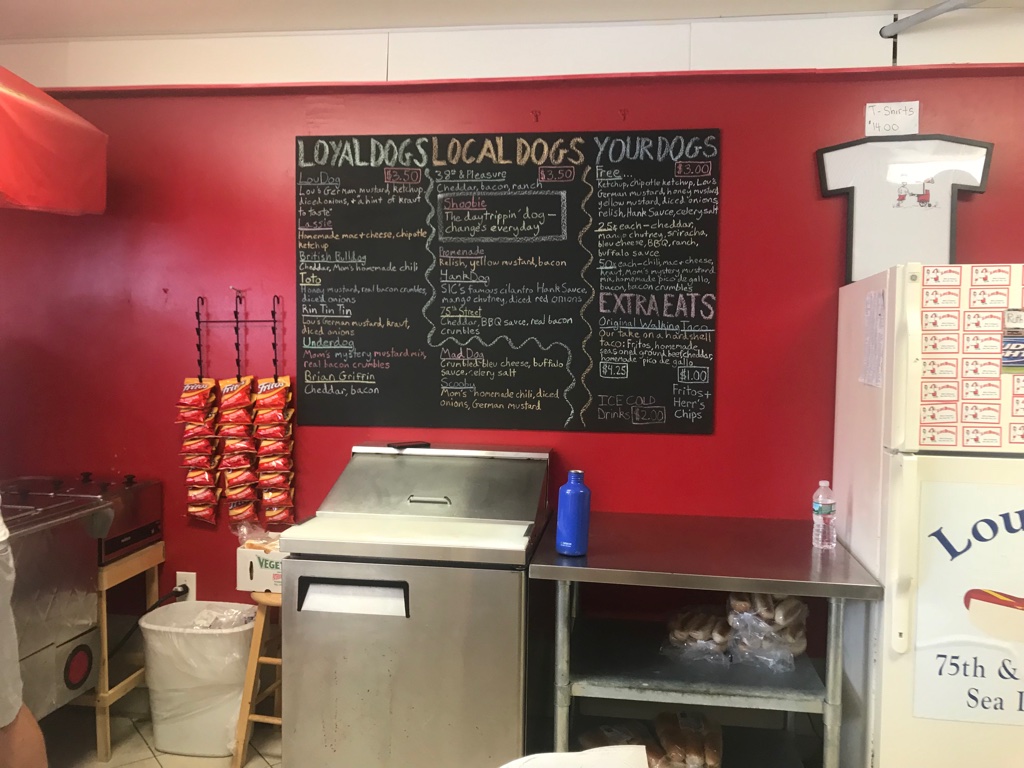 LOYAL DOGS
$3.50
LouDog
Lou's German mustard, ketchup,
diced onions, + a hint of kraut
"to taste"
Lassie
Homemade mac+cheese, chipotle
ketchup
British Bulldog
Cheddar, Mom's homemade chili
Toto
Honey mustard, real bacon crumbles,
diced onions
Rin Tin Tin
Lou's German mustard, kraut,
diced onions
Underdog
Mom's mystery mustard mix,
real bacon crumbles
Brian Griffin
Cheddar, bacon
LOCAL DOGS
38th & Pleasure
$3.50
Cheddar, bacon, ranch
Shoobie
The daytrippin' dog -
changes everyday
Promenade
Relish, yellow mustard, bacon
HankDog
SIC's famous cilantro Hank Sauce
mango chutney, diced red onions
75th Street
Cheddar, BBQ sauce, real bacon
crumbles
MadDog
Crumbled bleu cheese, buffalo
sauce, celery salt
Scooby
Mom's homemade chili, diced
onions, German mustard
YOUR DOGS
Free...
$3.00
Ketchup, chipotle ketchup, Lou's
German mustard, honey mustard,
yellow mustard, diced onions,
relish, Hank Sauce, celery salt
25¢ each - cheddar,
mango chutney, sriracha,
bleu cheese, BBQ, ranch,
buffalo sauce
50¢ each - chili, mac+cheese,
kraut, Mom's mystery mustard
mix, homemade pico de gallo,
bacon, bacon crumbles
EXTRA EATS
Original Walking Taco
Our take on a hardshell
taco: Fritos, homemade
seasoned ground beef, cheddar,
homemade pico de gallo
$4.25
$1.00
Fritos +
Herr's
Chips
ICE COLD
Drinks $2.00
T-Shirts
$14.00
Fritos
VEGE
Lou
75th &
Sea I